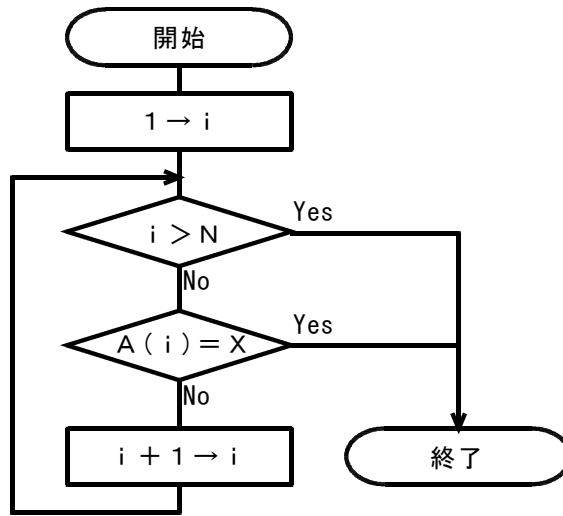 開始
1 → i
i > N
Yes
No
A ( i ) = X
Yes
No
i + 1 → i
終了